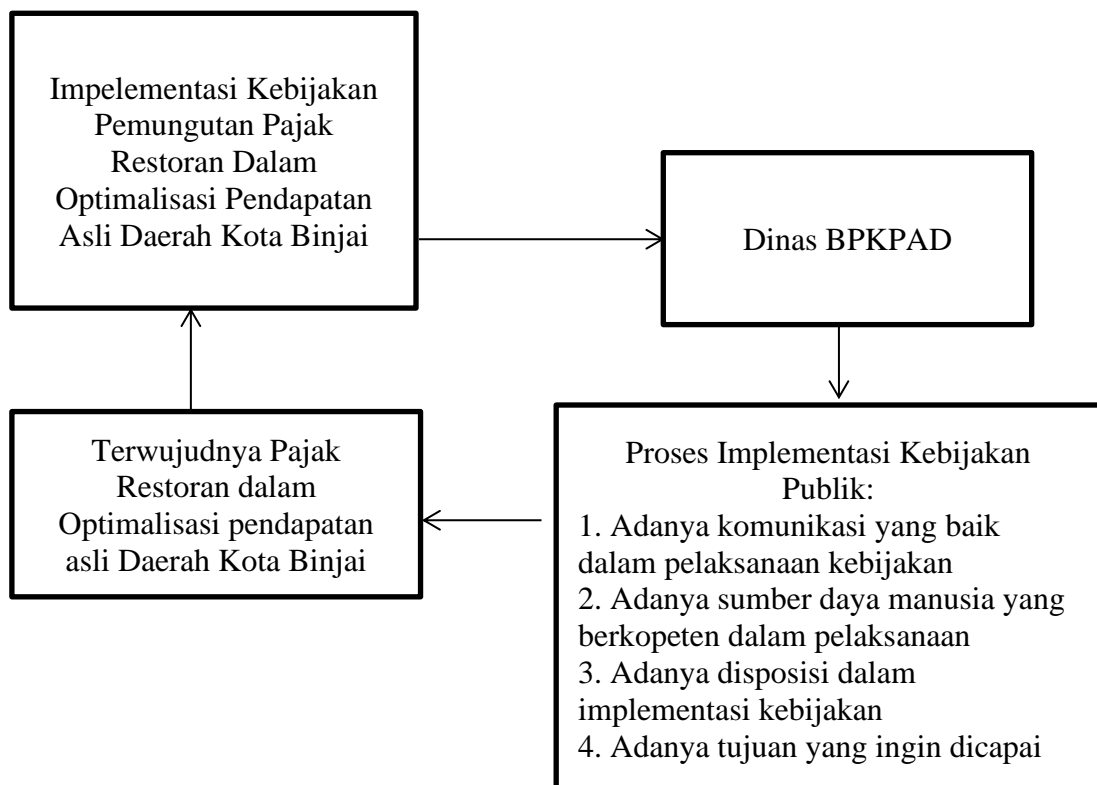 Impelementasi Kebijakan
Pemungutan Pajak
Restoran Dalam
Optimalisasi Pendapatan
Asli Daerah Kota Binjai
Dinas BPKPAD
Proses Implementasi Kebijakan
Publik:
1. Adanya komunikasi yang baik
dalam pelaksanaan kebijakan
2. Adanya sumber daya manusia yang
berkopeten dalam pelaksanaan
3. Adanya disposisi dalam
implementasi kebijakan
4. Adanya tujuan yang ingin dicapai
Terwujudnya Pajak
Restoran dalam
Optimalisasi pendapatan
asli Daerah Kota Binjai